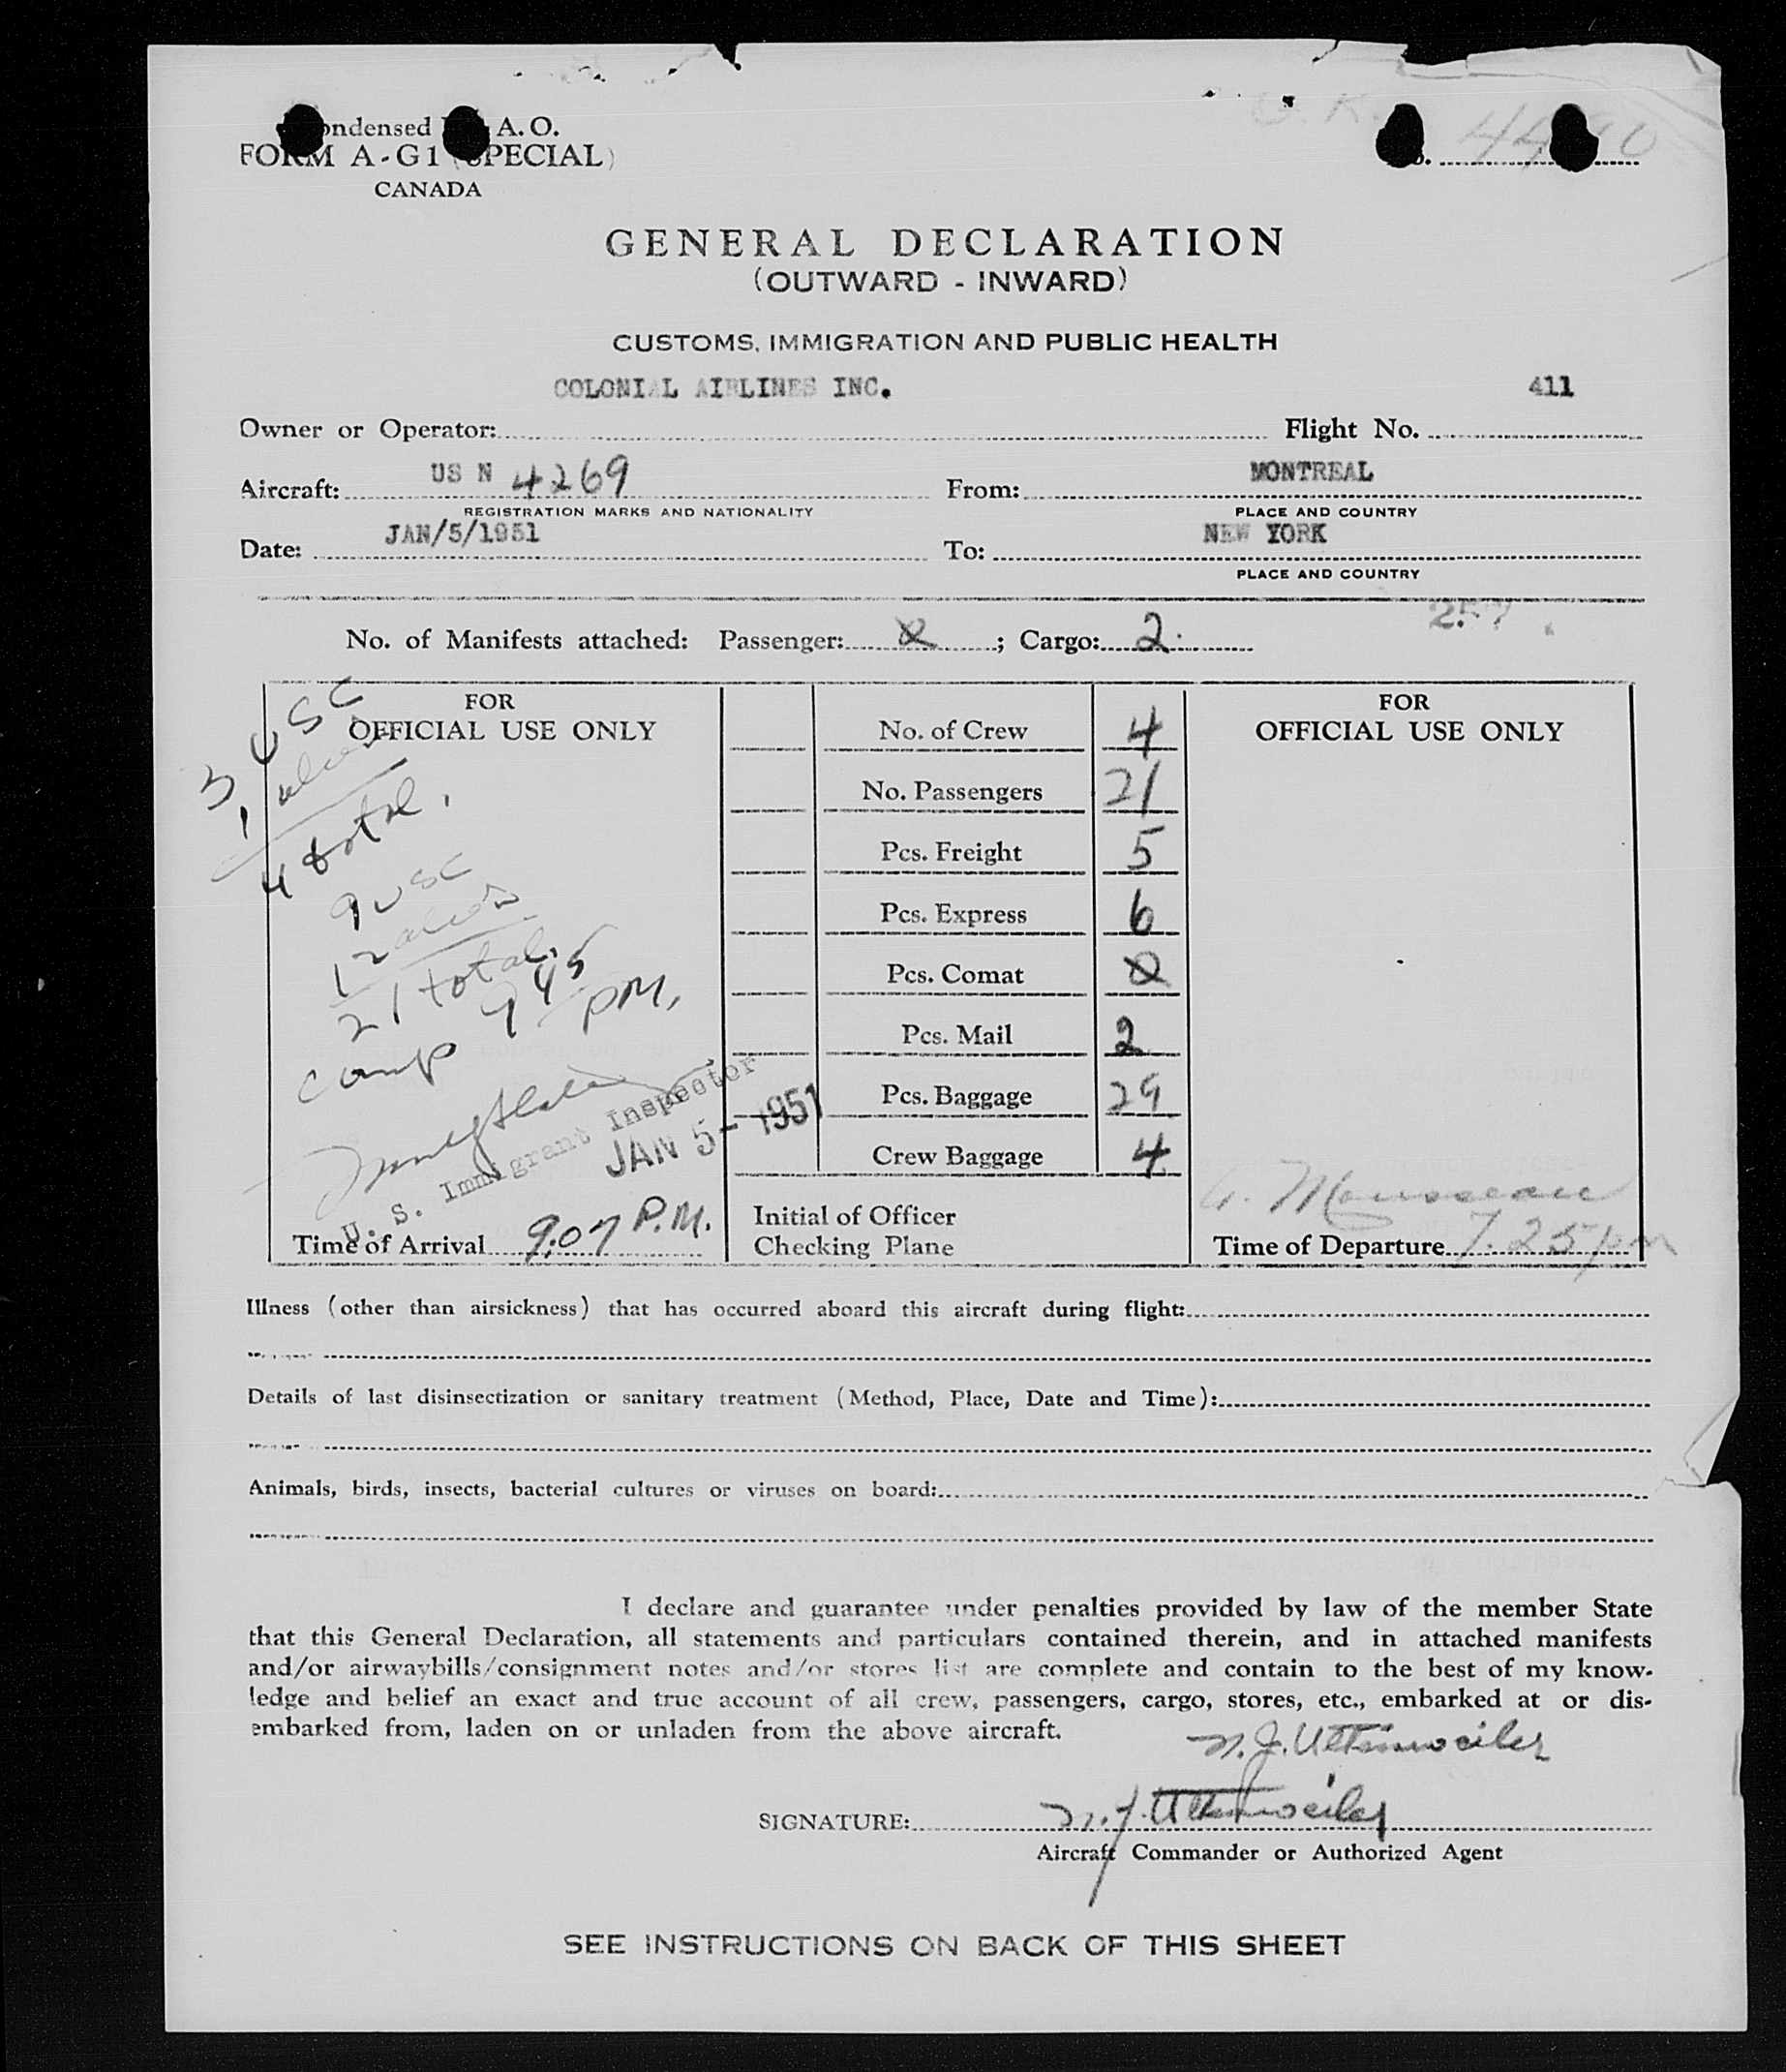 Condensed A. O.
FORM A-G1 (SPECIAL)
CANADA
GENERAL DECLARATION
(OUTWARD - INWARD)
CUSTOMS, IMMIGRATION AND PUBLIC HEALTH
COLONIAL AIRLINES INC. 411
Owner or Operator: Flight No.
Aircraft: US N 4269 From: MONTREAL
REGISTRATION MARKS AND NATIONALITY PLACE AND COUNTRY
Date: JAN/5/1951 To: NEW YORK
PLACE AND COUNTRY
No. of Manifests attached: Passenger: 0 ; Cargo: 2.
FOR
OFFICIAL USE ONLY
3 USC
1 alien
4 total.
9 USC
12 aliens
21 total.
comp 9 45 PM.
U. S. Immigrant Inspector
JAN 5 - 1951
Time of Arrival 9:07 P.M.
No. of Crew 4
No. Passengers 21
Pcs. Freight 5
Pcs. Express 6
Pcs. Comat 0
Pcs. Mail 2
Pcs. Baggage 29
Crew Baggage 4
Initial of Officer
Checking Plane
FOR
OFFICIAL USE ONLY
Mousseau
Time of Departure 7.25 pm
Illness (other than airsickness) that has occurred aboard this aircraft during flight:
Details of last disinsectization or sanitary treatment (Method, Place, Date and Time):
Animals, birds, insects, bacterial cultures or viruses on board:
I declare and guarantee under penalties provided by law of the member State
that this General Declaration, all statements and particulars contained therein, and in attached manifests
and/or airwaybills/consignment notes and/or stores list are complete and contain to the best of my know-
ledge and belief an exact and true account of all crew, passengers, cargo, stores, etc., embarked at or dis-
embarked from, laden on or unladen from the above aircraft.
N. J. Uttenweiler
SIGNATURE: N. J. Uttenweiler
Aircraft Commander or Authorized Agent
SEE INSTRUCTIONS ON BACK OF THIS SHEET